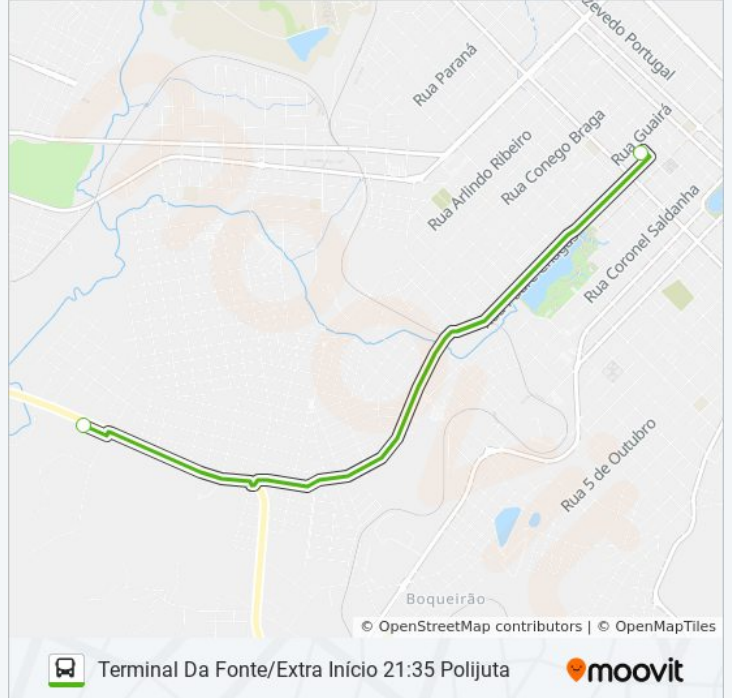 zevedo Portugal
Rua Paraná
Rua Guairá
Rua Conego Braga
Rua Arlindo Ribeiro
Rua Coronel Saldanha
Rua 5 de Outubro
Boqueirão
© OpenStreetMap contributors | © OpenMapTiles
Terminal Da Fonte/Extra Início 21:35 Polijuta
moovit